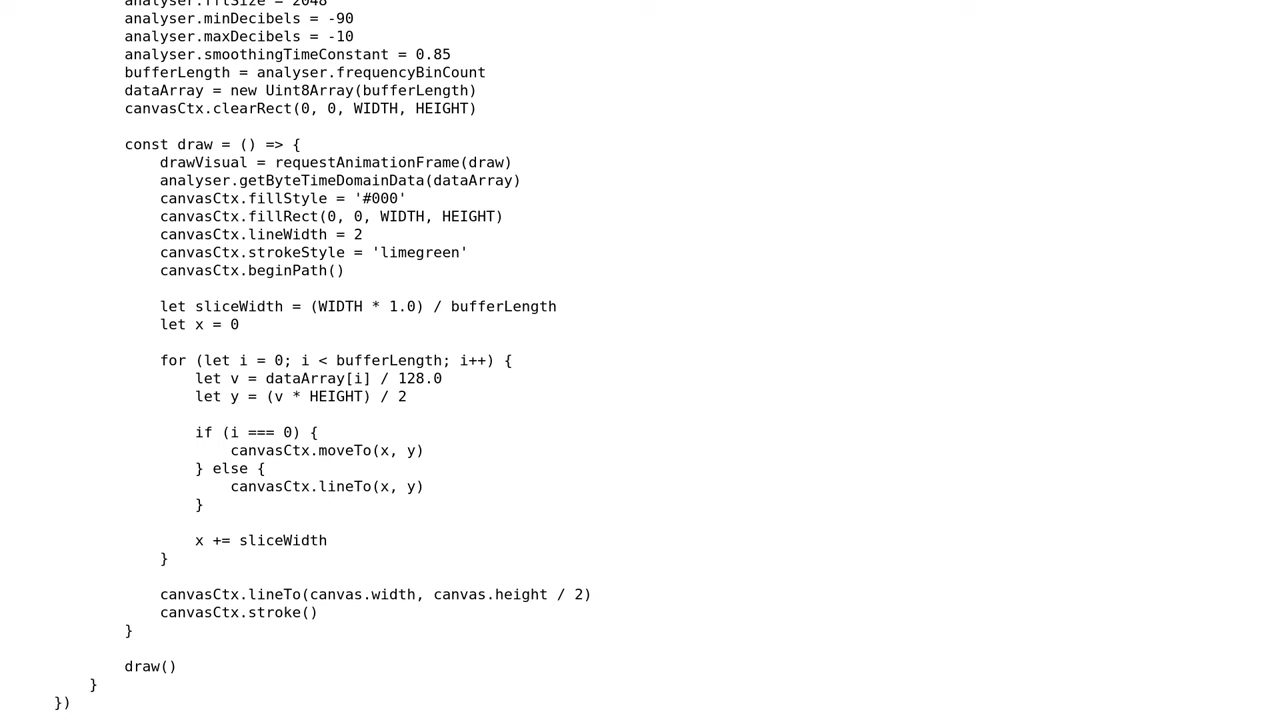 analyser.fftSize = 2048
analyser.minDecibels = -90
analyser.maxDecibels = -10
analyser.smoothingTimeConstant = 0.85
bufferLength = analyser.frequencyBinCount
dataArray = new Uint8Array(bufferLength)
canvasCtx.clearRect(0, 0, WIDTH, HEIGHT)

const draw = () => {
    drawVisual = requestAnimationFrame(draw)
    analyser.getByteTimeDomainData(dataArray)
    canvasCtx.fillStyle = '#000'
    canvasCtx.fillRect(0, 0, WIDTH, HEIGHT)
    canvasCtx.lineWidth = 2
    canvasCtx.strokeStyle = 'limegreen'
    canvasCtx.beginPath()

    let sliceWidth = (WIDTH * 1.0) / bufferLength
    let x = 0

    for (let i = 0; i < bufferLength; i++) {
        let v = dataArray[i] / 128.0
        let y = (v * HEIGHT) / 2

        if (i === 0) {
            canvasCtx.moveTo(x, y)
        } else {
            canvasCtx.lineTo(x, y)
        }

        x += sliceWidth
    }

    canvasCtx.lineTo(canvas.width, canvas.height / 2)
    canvasCtx.stroke()
}

draw()
}
})